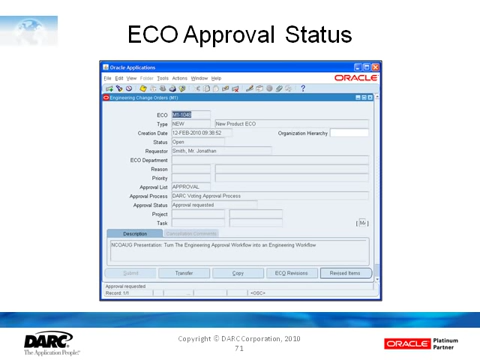 ECO Approval Status
Oracle Applications
File Edit View Folder Tools Actions Window Help
ORACLE
Engineering Change Orders (M1)
ECO M1-1046
Type NEW New Product ECO
Creation Date 12-FEB-2010 09:38:52 Organization Hierarchy
Status Open
Requestor Smith, Mr. Jonathan
ECO Department
Reason
Priority
Approval List APPROVAL
Approval Process DARC Voting Approval Process
Approval Status Approval requested
Project
Task
Description Cancellation Comments
NCOAUG Presentation: Turn The Engineering Approval Workflow into an Engineering Workflow
Submit Transfer Copy ECO Revisions Revised Items
Approval requested
Record: 1/1 <OSC>
DARC
The Application People
Copyright © DARC Corporation, 2010
71
ORACLE Platinum
Partner